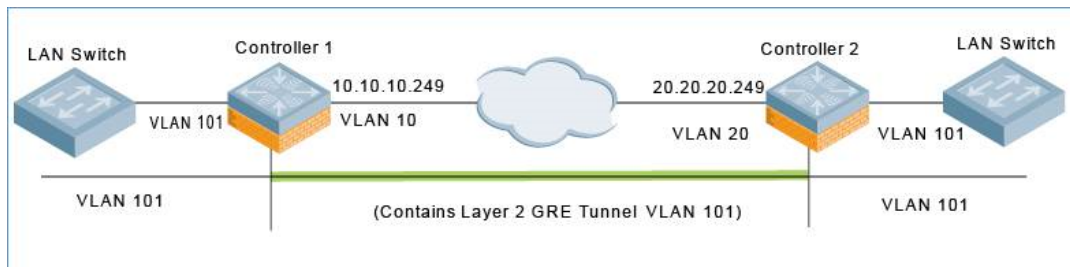 LAN Switch
Controller 1
Controller 2
LAN Switch
10.10.10.249
20.20.20.249
VLAN 101
VLAN 10
VLAN 20
VLAN 101
VLAN 101
(Contains Layer 2 GRE Tunnel VLAN 101)
VLAN 101